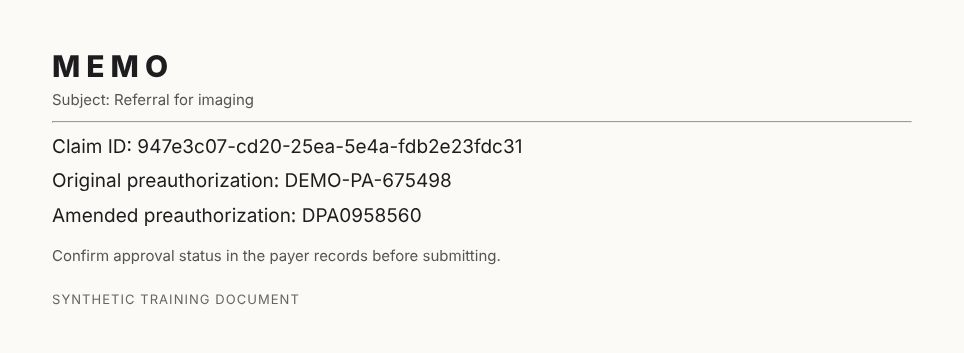 MEMO
Subject: Referral for imaging
Claim ID: 947e3c07-cd20-25ea-5e4a-fdb2e23fdc31
Original preauthorization: DEMO-PA-675498
Amended preauthorization: DPA0958560
Confirm approval status in the payer records before submitting.
SYNTHETIC TRAINING DOCUMENT